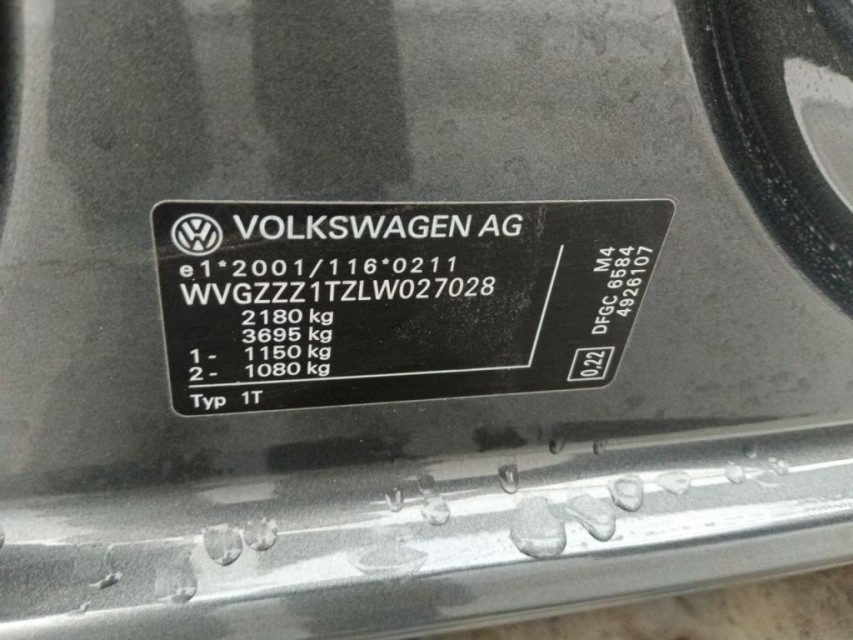 VOLKSWAGEN AG
e1*2001/116*0211
WVGZZZ1TZLW027028
2180 kg
3695 kg
1- 1150 kg
2- 1080 kg
Typ 1T
M4
DFGC 6584
4926107
0,22